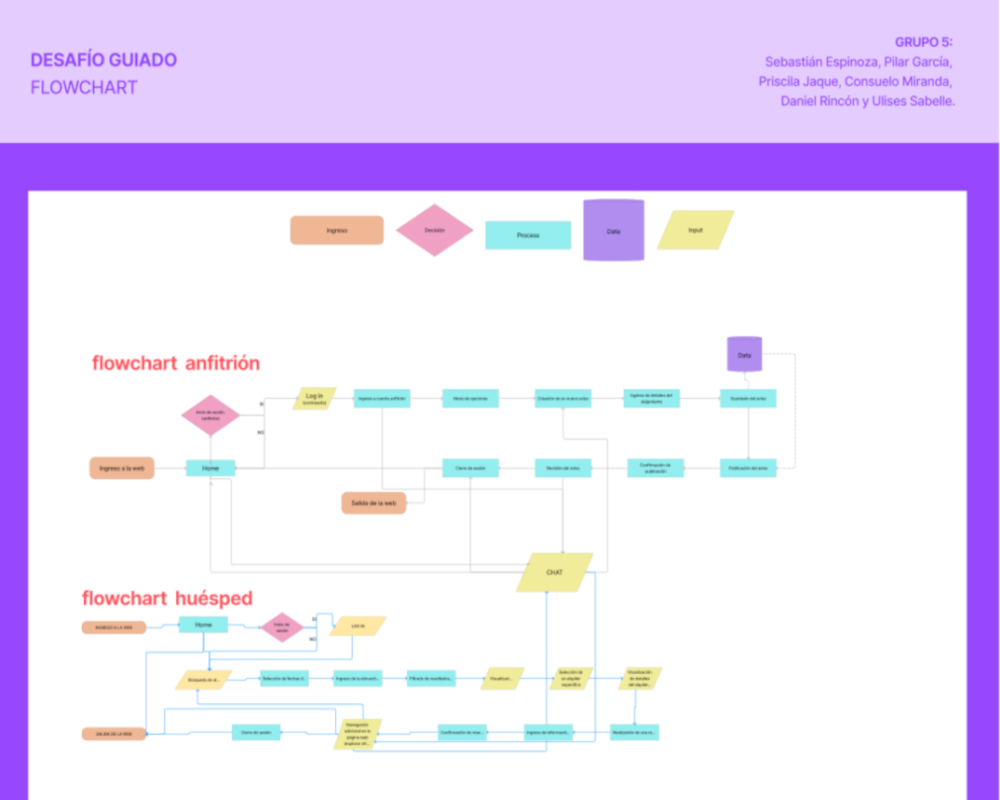 DESAFÍO GUIADO
FLOWCHART
GRUPO 5:
Sebastián Espinoza, Pilar García,
Priscila Jaque, Consuelo Miranda,
Daniel Rincón y Ulises Sabelle.
Ingreso
Decisión
Proceso
Data
Input
flowchart anfitrión
Data
Log in
(contraseña)
Ingreso a cuenta anfitrión
Menú de opciones
Creación de un nuevo aviso
Ingreso de detalles del
alojamiento
Guardado del aviso
Inicio de sesión
SI
NO
Ingreso a la web
Home
Cierre de sesión
Revisión del aviso
Confirmación de
publicación
Publicación del aviso
Salida de la web
CHAT
flowchart huésped
INGRESO A LA WEB
Home
Inicio de
sesión
SI
NO
LOG IN
Búsqueda de al...
Selección de fechas d...
Ingreso de la ubicaci...
Filtrado de resultados...
Visualizaci...
Selección de
un alquiler
específico
Visualización
de detalles
del alquiler...
SALIDA DE LA WEB
Cierre de sesión
Navegación
adicional en la
página web
(explorar otr...
Confirmación de rese...
Ingreso de informaci...
Realización de una re...